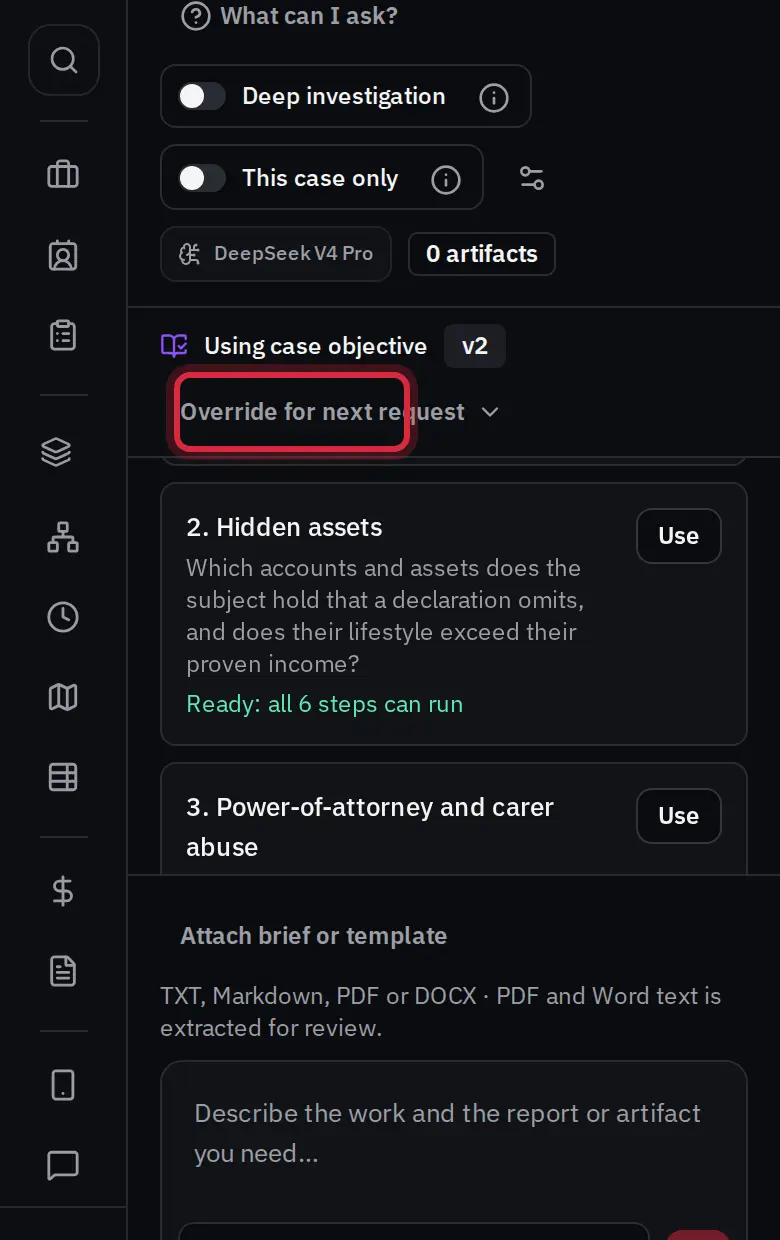 What can I ask?
Deep investigation
This case only
DeepSeek V4 Pro
0 artifacts
Using case objective
v2
Override for next request
2. Hidden assets
Use
Which accounts and assets does the
subject hold that a declaration omits,
and does their lifestyle exceed their
proven income?
Ready: all 6 steps can run
3. Power-of-attorney and carer
abuse
Use
Attach brief or template
TXT, Markdown, PDF or DOCX · PDF and Word text is
extracted for review.
Describe the work and the report or artifact
you need...